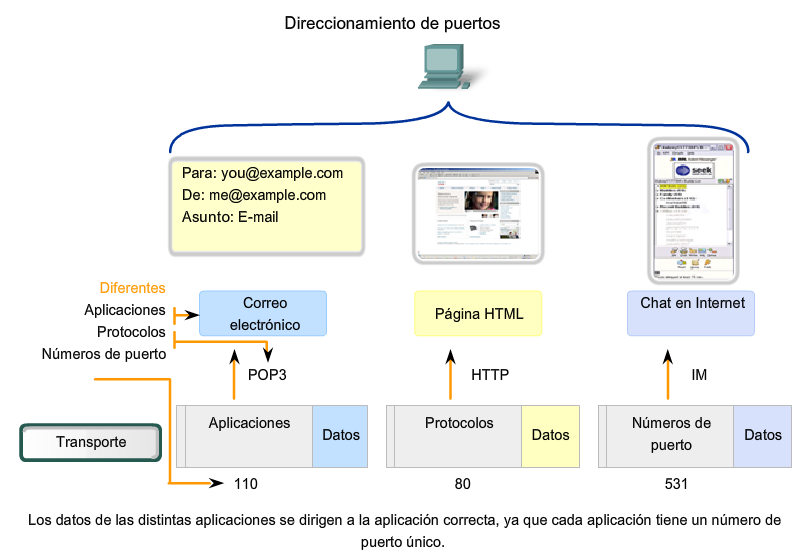 Direccionamiento de puertos
Para: you@example.com
De: me@example.com
Asunto: E-mail
seek
Diferentes
Aplicaciones
Protocolos
Números de puerto
Correo
electrónico
Página HTML
Chat en Internet
POP3
HTTP
IM
Transporte
Aplicaciones
Datos
Protocolos
Datos
Números de
puerto
Datos
110
80
531
Los datos de las distintas aplicaciones se dirigen a la aplicación correcta, ya que cada aplicación tiene un número de
puerto único.